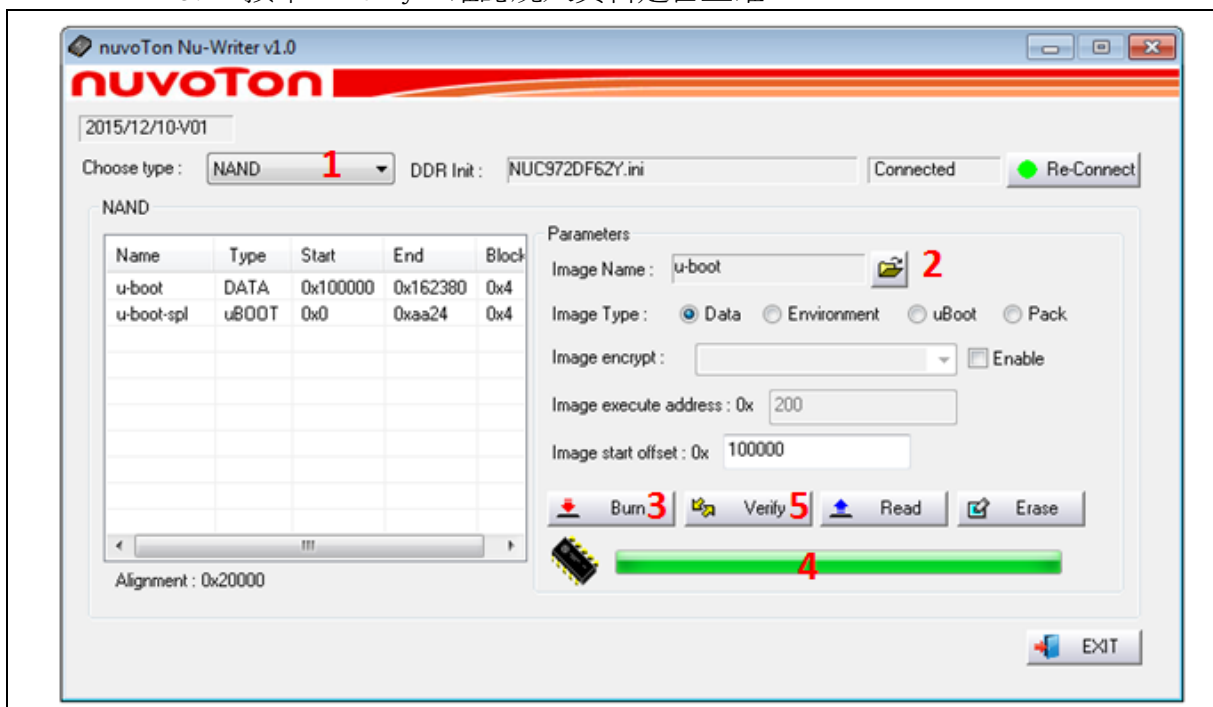 nuvoTon Nu-Writer v1.0
nuvoTon
2015/12/10-V01
Choose type : NAND 1 DDR Init : NUC972DF62Y.ini Connected Re-Connect
NAND
Parameters
Name Type Start End Block
u-boot DATA 0x100000 0x162380 0x4
u-boot-spl uBOOT 0x0 0xaa24 0x4
Image Name : u-boot 2
Image Type : Data Environment uBoot Pack
Image encrypt : Enable
Image execute address : 0x 200
Image start offset : 0x 100000
Burn 3 Verify 5 Read Erase
4
Alignment : 0x20000
EXIT